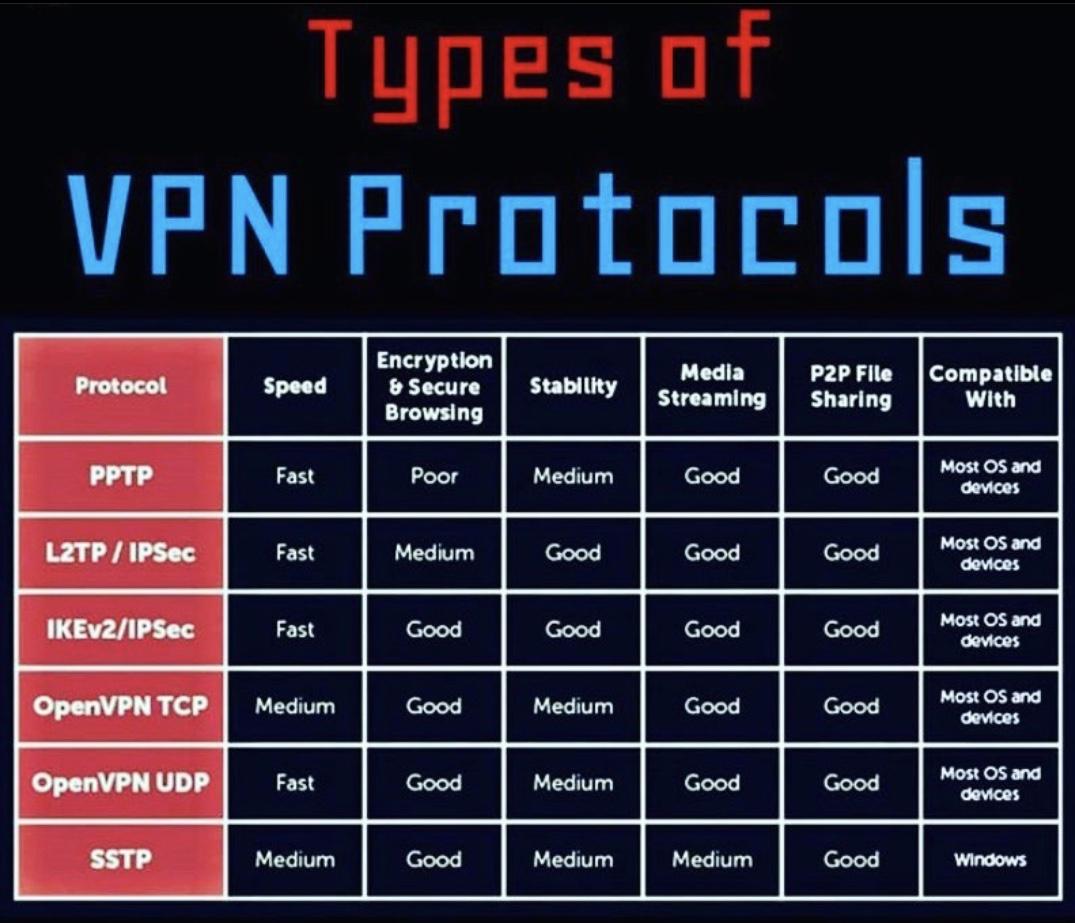 Types of
VPN Protocols
Protocol
Speed
Encryption
& Secure
Browsing
Stability
Media
Streaming
P2P File
Sharing
Compatible
With
PPTP
Fast
Poor
Medium
Good
Good
Most OS and
devices
L2TP / IPSec
Fast
Medium
Good
Good
Good
Most OS and
devices
IKEv2/IPSec
Fast
Good
Good
Good
Good
Most OS and
devices
OpenVPN TCP
Medium
Good
Medium
Good
Good
Most OS and
devices
OpenVPN UDP
Fast
Good
Medium
Good
Good
Most OS and
devices
SSTP
Medium
Good
Medium
Medium
Good
Windows